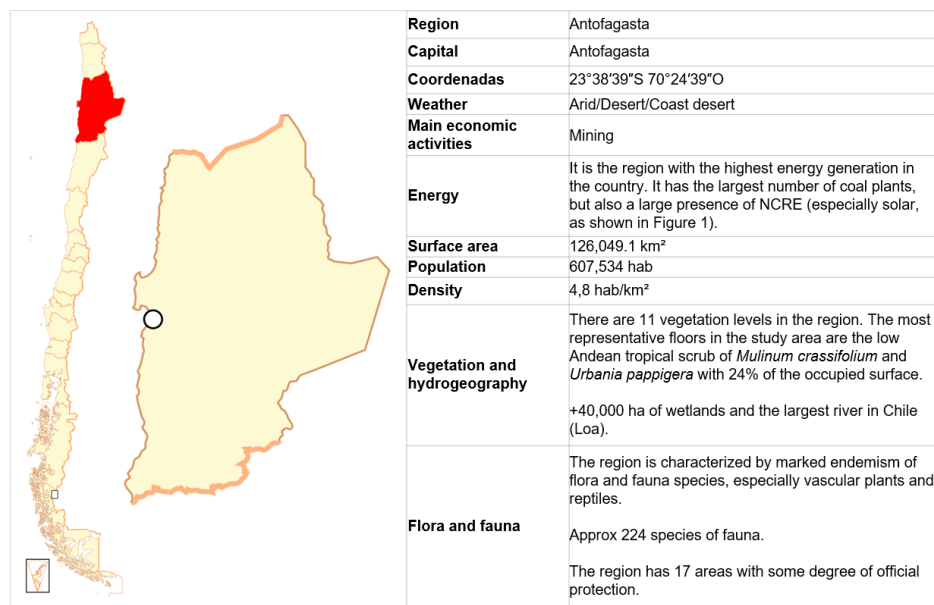 Region Antofagasta
Capital Antofagasta
Coordenadas 23°38′39″S 70°24′39″O
Weather Arid/Desert/Coast desert
Main economic
activities
Mining
Energy
It is the region with the highest energy generation in
the country. It has the largest number of coal plants,
but also a large presence of NCRE (especially solar,
as shown in Figure 1).
Surface area 126,049.1 km²
Population 607,534 hab
Density 4,8 hab/km²
Vegetation and
hydrogeography
There are 11 vegetation levels in the region. The most
representative floors in the study area are the low
Andean tropical scrub of Mulinum crassifolium and
Urbania pappigera with 24% of the occupied surface.
+40,000 ha of wetlands and the largest river in Chile
(Loa).
Flora and fauna
The region is characterized by marked endemism of
flora and fauna species, especially vascular plants and
reptiles.
Approx 224 species of fauna.
The region has 17 areas with some degree of official
protection.